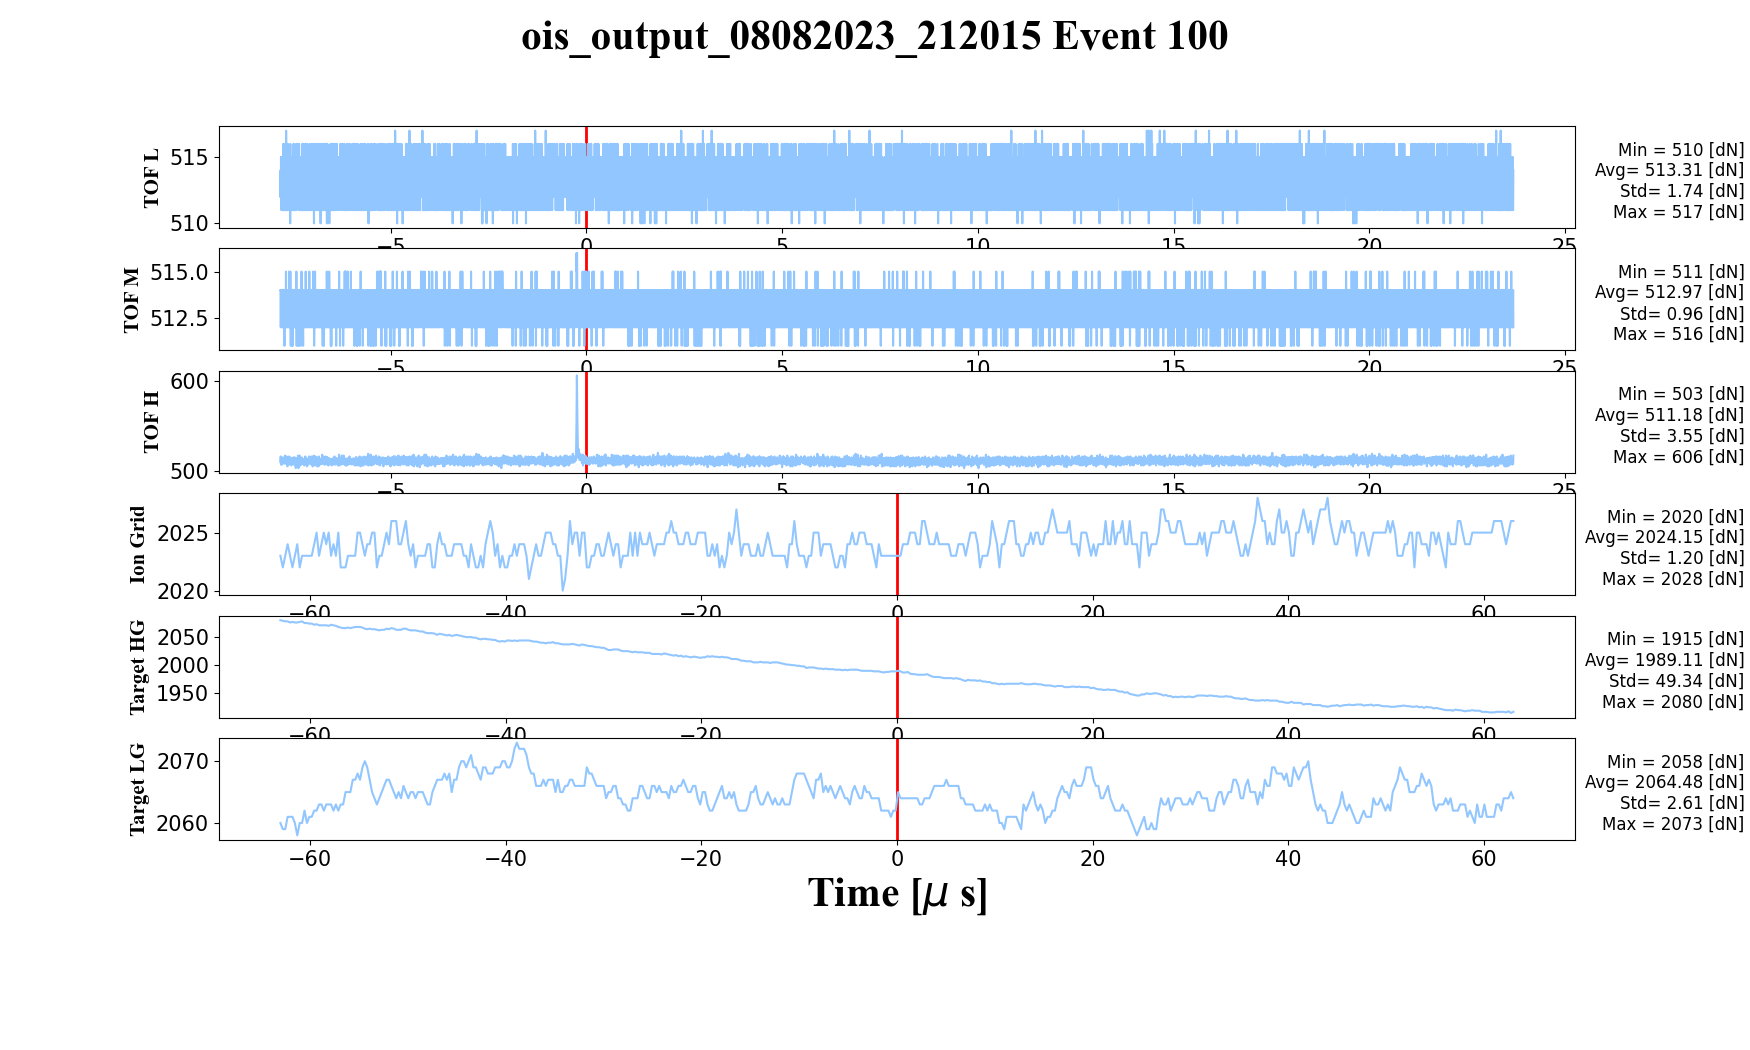 ois_output_08082023_212015 Event 100
TOF L
515
510
Min = 510 [dN]
Avg= 513.31 [dN]
Std= 1.74 [dN]
Max = 517 [dN]
−5 0 5 10 15 20 25
TOF M
515.0
512.5
Min = 511 [dN]
Avg= 512.97 [dN]
Std= 0.96 [dN]
Max = 516 [dN]
−5 0 5 10 15 20 25
TOF H
600
500
Min = 503 [dN]
Avg= 511.18 [dN]
Std= 3.55 [dN]
Max = 606 [dN]
−5 0 5 10 15 20 25
Ion Grid
2025
2020
Min = 2020 [dN]
Avg= 2024.15 [dN]
Std= 1.20 [dN]
Max = 2028 [dN]
−60 −40 −20 0 20 40 60
Target HG
2050
2000
1950
Min = 1915 [dN]
Avg= 1989.11 [dN]
Std= 49.34 [dN]
Max = 2080 [dN]
−60 −40 −20 0 20 40 60
Target LG
2070
2060
Min = 2058 [dN]
Avg= 2064.48 [dN]
Std= 2.61 [dN]
Max = 2073 [dN]
−60 −40 −20 0 20 40 60
Time [μ s]